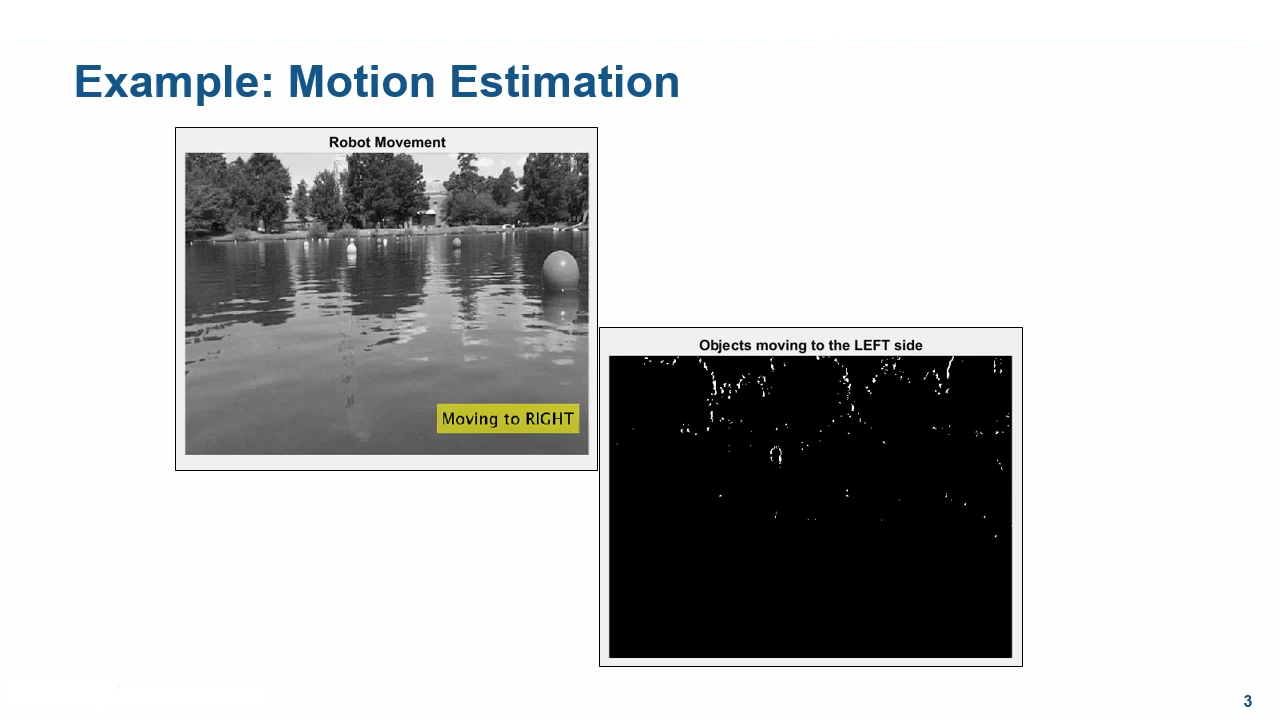 Example: Motion Estimation
Robot Movement
Moving to RIGHT
Objects moving to the LEFT side
3